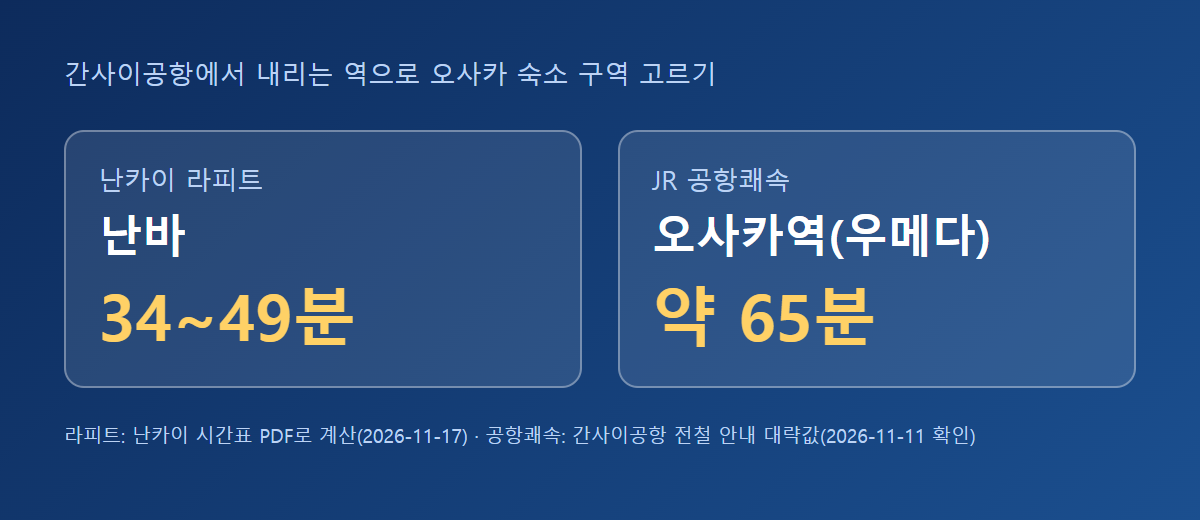 간사이공항에서 내리는 역으로 오사카 숙소 구역 고르기
난카이 라피트
난바
34~49분
JR 공항쾌속
오사카역(우메다)
약 65분
라피트: 난카이 시간표 PDF로 계산(2026-11-17) · 공항쾌속: 간사이공항 전철 안내 대략값(2026-11-11 확인)